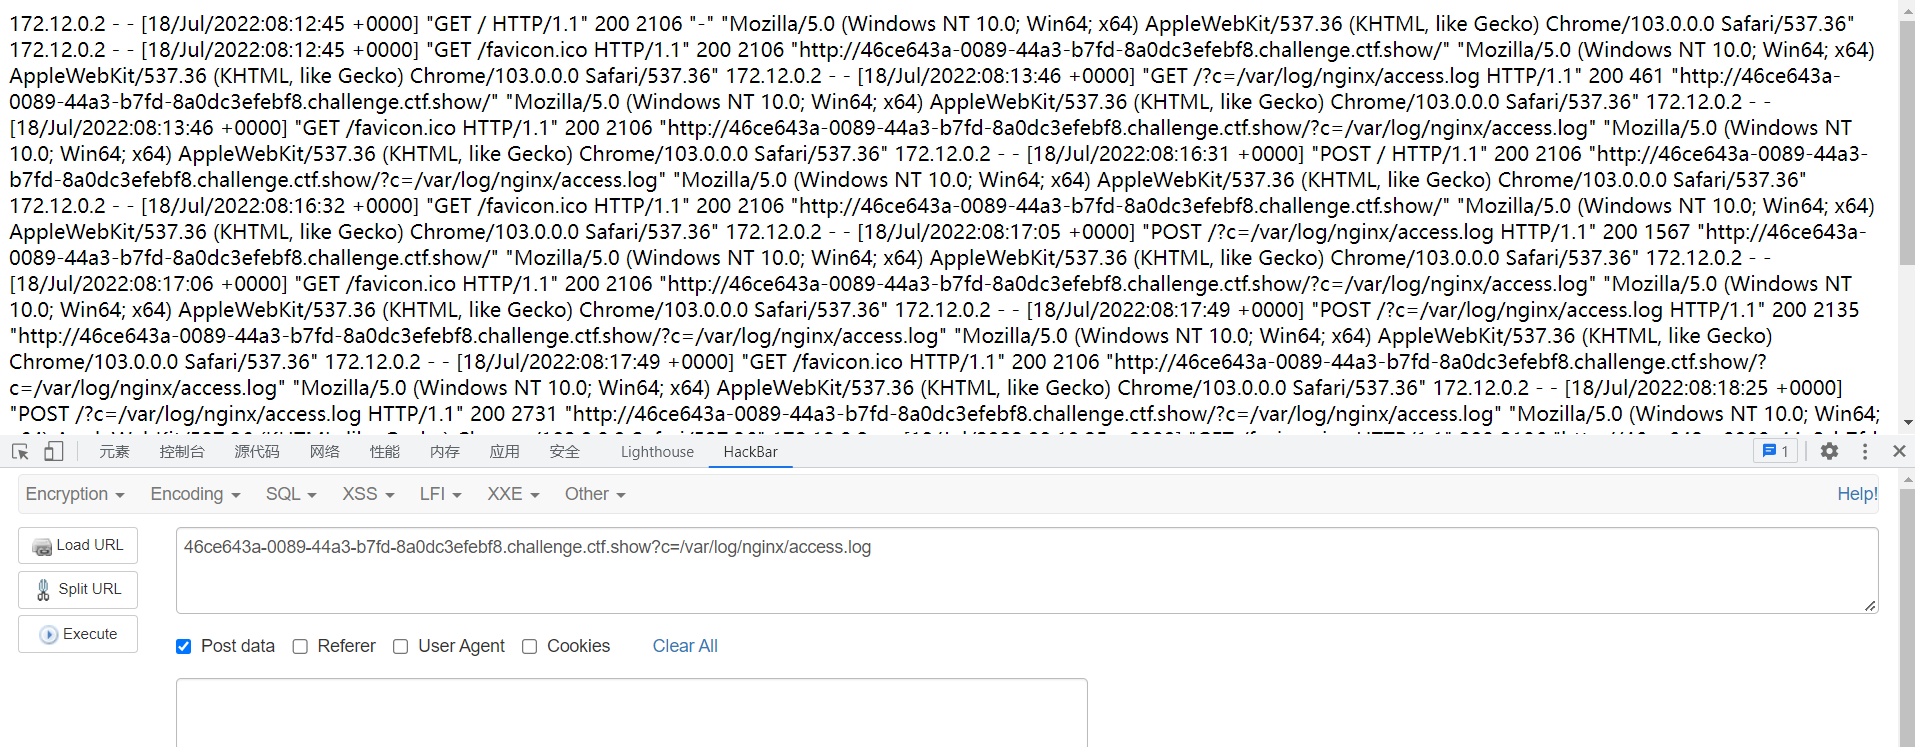 172.12.0.2 - - [18/Jul/2022:08:12:45 +0000] "GET / HTTP/1.1" 200 2106 "-" "Mozilla/5.0 (Windows NT 10.0; Win64; x64) AppleWebKit/537.36 (KHTML, like Gecko) Chrome/103.0.0.0 Safari/537.36"
172.12.0.2 - - [18/Jul/2022:08:12:45 +0000] "GET /favicon.ico HTTP/1.1" 200 2106 "http://46ce643a-0089-44a3-b7fd-8a0dc3efebf8.challenge.ctf.show/" "Mozilla/5.0 (Windows NT 10.0; Win64; x64)
AppleWebKit/537.36 (KHTML, like Gecko) Chrome/103.0.0.0 Safari/537.36" 172.12.0.2 - - [18/Jul/2022:08:13:46 +0000] "GET /?c=/var/log/nginx/access.log HTTP/1.1" 200 461 "http://46ce643a-
0089-44a3-b7fd-8a0dc3efebf8.challenge.ctf.show/" "Mozilla/5.0 (Windows NT 10.0; Win64; x64) AppleWebKit/537.36 (KHTML, like Gecko) Chrome/103.0.0.0 Safari/537.36" 172.12.0.2 - -
[18/Jul/2022:08:13:46 +0000] "GET /favicon.ico HTTP/1.1" 200 2106 "http://46ce643a-0089-44a3-b7fd-8a0dc3efebf8.challenge.ctf.show/?c=/var/log/nginx/access.log" "Mozilla/5.0 (Windows NT
10.0; Win64; x64) AppleWebKit/537.36 (KHTML, like Gecko) Chrome/103.0.0.0 Safari/537.36" 172.12.0.2 - - [18/Jul/2022:08:16:31 +0000] "POST / HTTP/1.1" 200 2106 "http://46ce643a-0089-44a3-
b7fd-8a0dc3efebf8.challenge.ctf.show/?c=/var/log/nginx/access.log" "Mozilla/5.0 (Windows NT 10.0; Win64; x64) AppleWebKit/537.36 (KHTML, like Gecko) Chrome/103.0.0.0 Safari/537.36"
172.12.0.2 - - [18/Jul/2022:08:16:32 +0000] "GET /favicon.ico HTTP/1.1" 200 2106 "http://46ce643a-0089-44a3-b7fd-8a0dc3efebf8.challenge.ctf.show/" "Mozilla/5.0 (Windows NT 10.0; Win64; x64)
AppleWebKit/537.36 (KHTML, like Gecko) Chrome/103.0.0.0 Safari/537.36" 172.12.0.2 - - [18/Jul/2022:08:17:05 +0000] "POST /?c=/var/log/nginx/access.log HTTP/1.1" 200 1567 "http://46ce643a-
0089-44a3-b7fd-8a0dc3efebf8.challenge.ctf.show/" "Mozilla/5.0 (Windows NT 10.0; Win64; x64) AppleWebKit/537.36 (KHTML, like Gecko) Chrome/103.0.0.0 Safari/537.36" 172.12.0.2 - -
[18/Jul/2022:08:17:06 +0000] "GET /favicon.ico HTTP/1.1" 200 2106 "http://46ce643a-0089-44a3-b7fd-8a0dc3efebf8.challenge.ctf.show/?c=/var/log/nginx/access.log" "Mozilla/5.0 (Windows NT
10.0; Win64; x64) AppleWebKit/537.36 (KHTML, like Gecko) Chrome/103.0.0.0 Safari/537.36" 172.12.0.2 - - [18/Jul/2022:08:17:49 +0000] "POST /?c=/var/log/nginx/access.log HTTP/1.1" 200 2135
"http://46ce643a-0089-44a3-b7fd-8a0dc3efebf8.challenge.ctf.show/?c=/var/log/nginx/access.log" "Mozilla/5.0 (Windows NT 10.0; Win64; x64) AppleWebKit/537.36 (KHTML, like Gecko)
Chrome/103.0.0.0 Safari/537.36" 172.12.0.2 - - [18/Jul/2022:08:17:49 +0000] "GET /favicon.ico HTTP/1.1" 200 2106 "http://46ce643a-0089-44a3-b7fd-8a0dc3efebf8.challenge.ctf.show/?
c=/var/log/nginx/access.log" "Mozilla/5.0 (Windows NT 10.0; Win64; x64) AppleWebKit/537.36 (KHTML, like Gecko) Chrome/103.0.0.0 Safari/537.36" 172.12.0.2 - - [18/Jul/2022:08:18:25 +0000]
"POST /?c=/var/log/nginx/access.log HTTP/1.1" 200 2731 "http://46ce643a-0089-44a3-b7fd-8a0dc3efebf8.challenge.ctf.show/?c=/var/log/nginx/access.log" "Mozilla/5.0 (Windows NT 10.0; Win64;
元素 控制台 源代码 网络 性能 内存 应用 安全 Lighthouse HackBar 1
Encryption Encoding SQL XSS LFI XXE Other Help!
Load URL
46ce643a-0089-44a3-b7fd-8a0dc3efebf8.challenge.ctf.show?c=/var/log/nginx/access.log
Split URL
Execute
Post data Referer User Agent Cookies Clear All